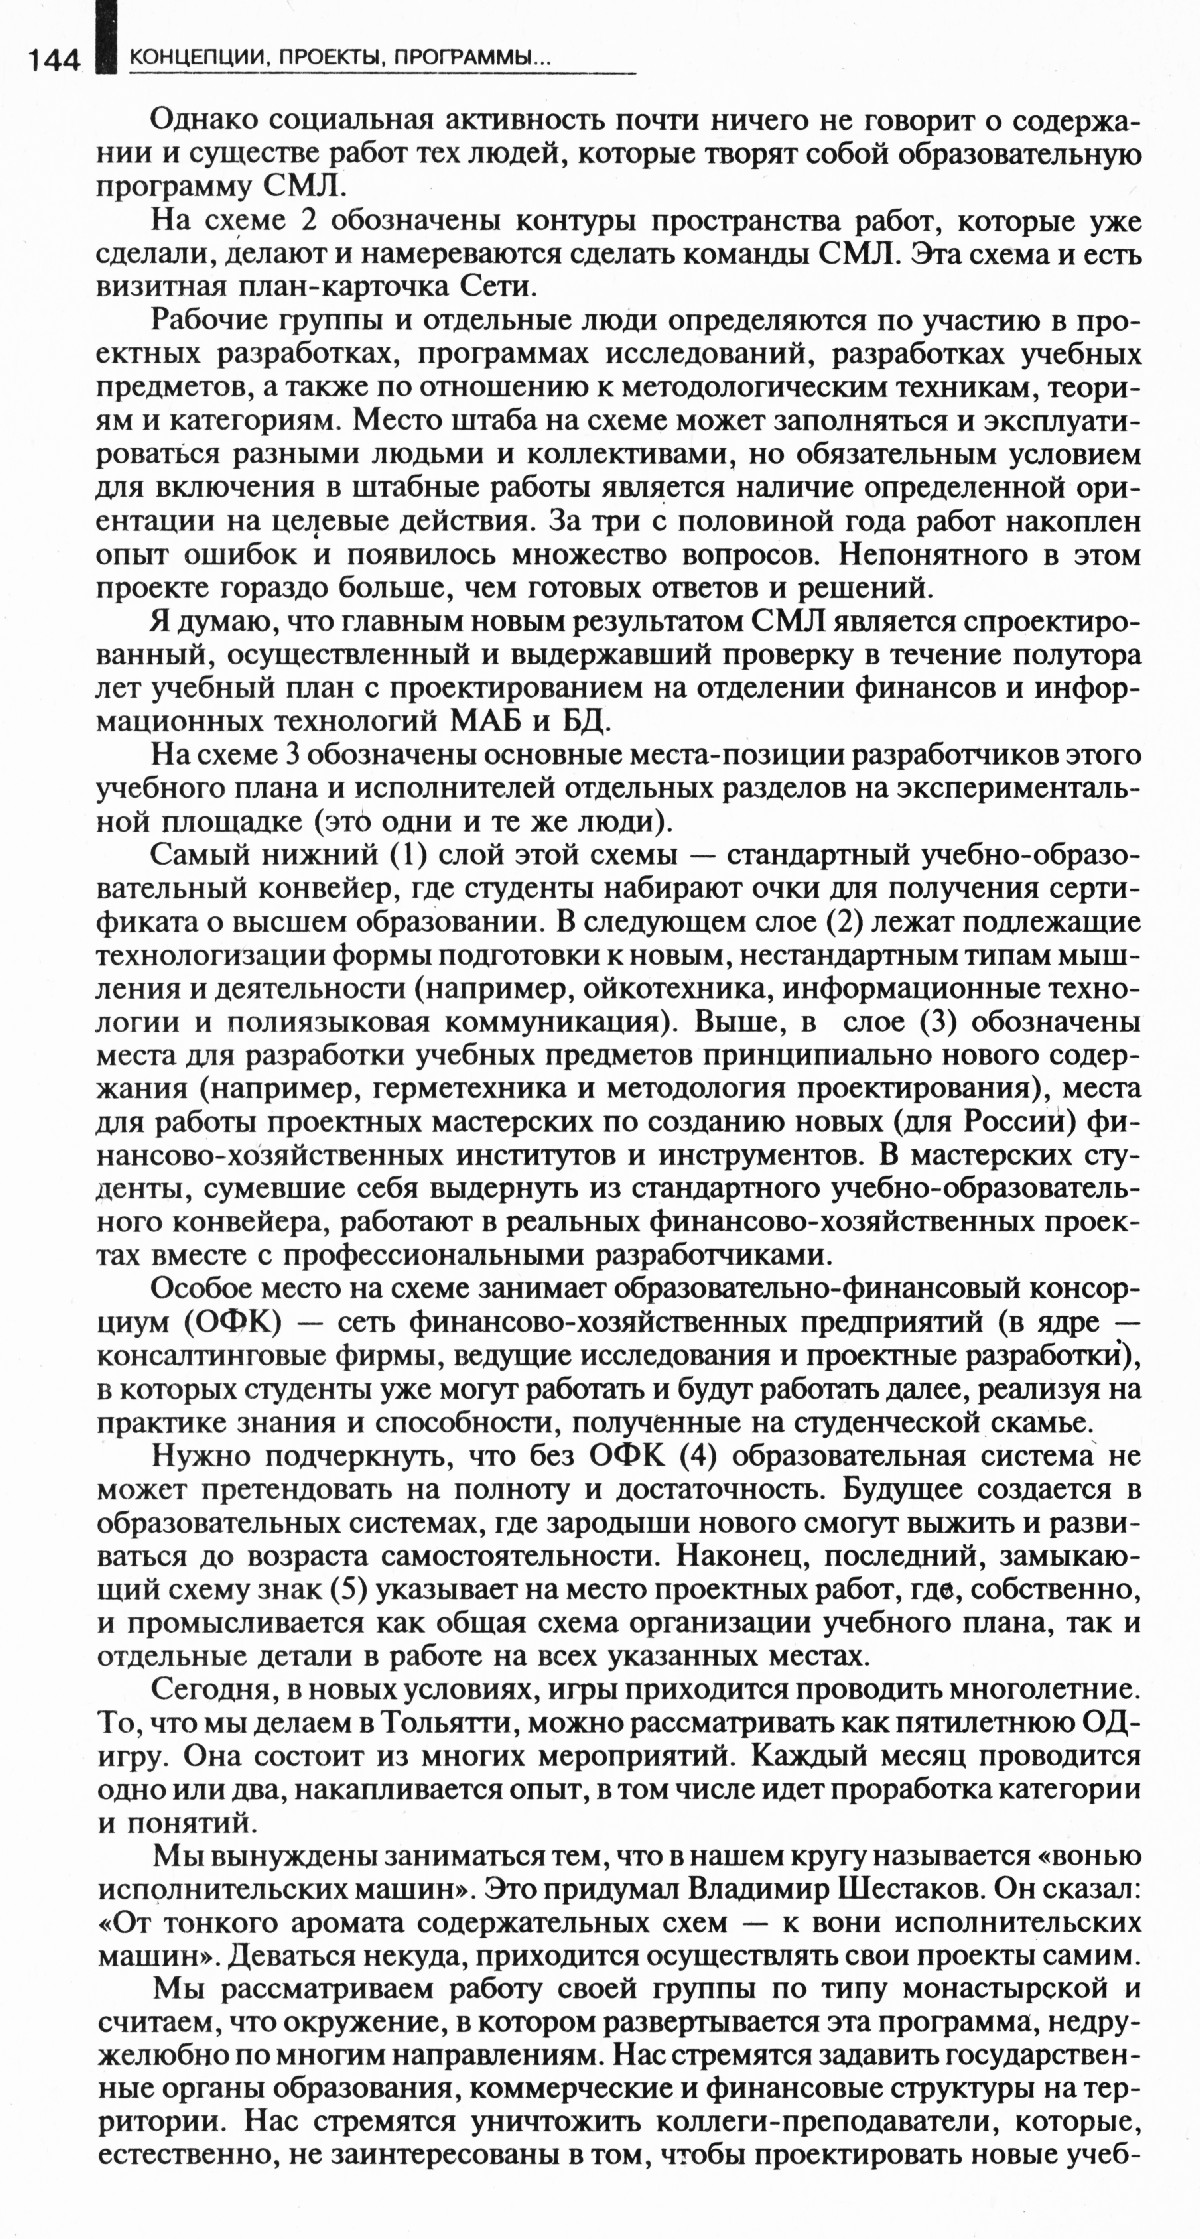 144 КОНЦЕПЦИИ, ПРОЕКТЫ, ПРОГРАММЫ...
Однако социальная активность почти ничего не говорит о содержа-
нии и существе работ тех людей, которые творят собой образовательную
программу СМЛ.
На схеме 2 обозначены контуры пространства работ, которые уже
сделали, делают и намереваются сделать команды СМЛ. Эта схема и есть
визитная план-карточка Сети.
Рабочие группы и отдельные люди определяются по участию в про-
ектных разработках, программах исследований, разработках учебных
предметов, а также по отношению к методологическим техникам, теори-
ям и категориям. Место штаба на схеме может заполняться и эксплуати-
роваться разными людьми и коллективами, но обязательным условием
для включения в штабные работы является наличие определенной ори-
ентации на целевые действия. За три с половиной года работ накоплен
опыт ошибок и появилось множество вопросов. Непонятного в этом
проекте гораздо больше, чем готовых ответов и решений.
Я думаю, что главным новым результатом СМЛ является спроектиро-
ванный, осуществленный и выдержавший проверку в течение полутора
лет учебный план с проектированием на отделении финансов и инфор-
мационных технологий МАБ и БД.
На схеме 3 обозначены основные места-позиции разработчиков этого
учебного плана и исполнителей отдельных разделов на эксперименталь-
ной площадке (это одни и те же люди).
Самый нижний (1) слой этой схемы — стандартный учебно-образо-
вательный конвейер, где студенты набирают очки для получения серти-
фиката о высшем образовании. В следующем слое (2) лежат подлежащие
технологизации формы подготовки к новым, нестандартным типам мыш-
ления и деятельности (например, ойкотехника, информационные техно-
логии и полиязыковая коммуникация). Выше, в слое (3) обозначены
места для разработки учебных предметов принципиально нового содер-
жания (например, герметехника и методология проектирования), места
для работы проектных мастерских по созданию новых (для России) фи-
нансово-хозяйственных институтов и инструментов. В мастерских сту-
денты, сумевшие себя выдернуть из стандартного учебно-образователь-
ного конвейера, работают в реальных финансово-хозяйственных проек-
тах вместе с профессиональными разработчиками.
Особое место на схеме занимает образовательно-финансовый консор-
циум (ОФК) — сеть финансово-хозяйственных предприятий (в ядре —
консалтинговые фирмы, ведущие исследования и проектные разработки),
в которых студенты уже могут работать и будут работать далее, реализуя на
практике знания и способности, полученные на студенческой скамье.
Нужно подчеркнуть, что без ОФК (4) образовательная система не
может претендовать на полноту и достаточность. Будущее создается в
образовательных системах, где зародыши нового смогут выжить и разви-
ваться до возраста самостоятельности. Наконец, последний, замыкаю-
щий схему знак (5) указывает на место проектных работ, где, собственно,
и промысливается как общая схема организации учебного плана, так и
отдельные детали в работе на всех указанных местах.
Сегодня, в новых условиях, игры приходится проводить многолетние.
То, что мы делаем в Тольятти, можно рассматривать как пятилетнюю ОД-
игру. Она состоит из многих мероприятий. Каждый месяц проводится
одно или два, накапливается опыт, в том числе идет проработка категории
и понятий.
Мы вынуждены заниматься тем, что в нашем кругу называется «вонью
исполнительских машин». Это придумал Владимир Шестаков. Он сказал:
«От тонкого аромата содержательных схем — к вони исполнительских
машин». Деваться некуда, приходится осуществлять свои проекты самим.
Мы рассматриваем работу своей группы по типу монастырской и
считаем, что окружение, в котором развертывается эта программа, недру-
желюбно по многим направлениям. Нас стремятся задавить государствен-
ные органы образования, коммерческие и финансовые структуры на тер-
ритории. Нас стремятся уничтожить коллеги-преподаватели, которые,
естественно, не заинтересованы в том, чтобы проектировать новые учеб-